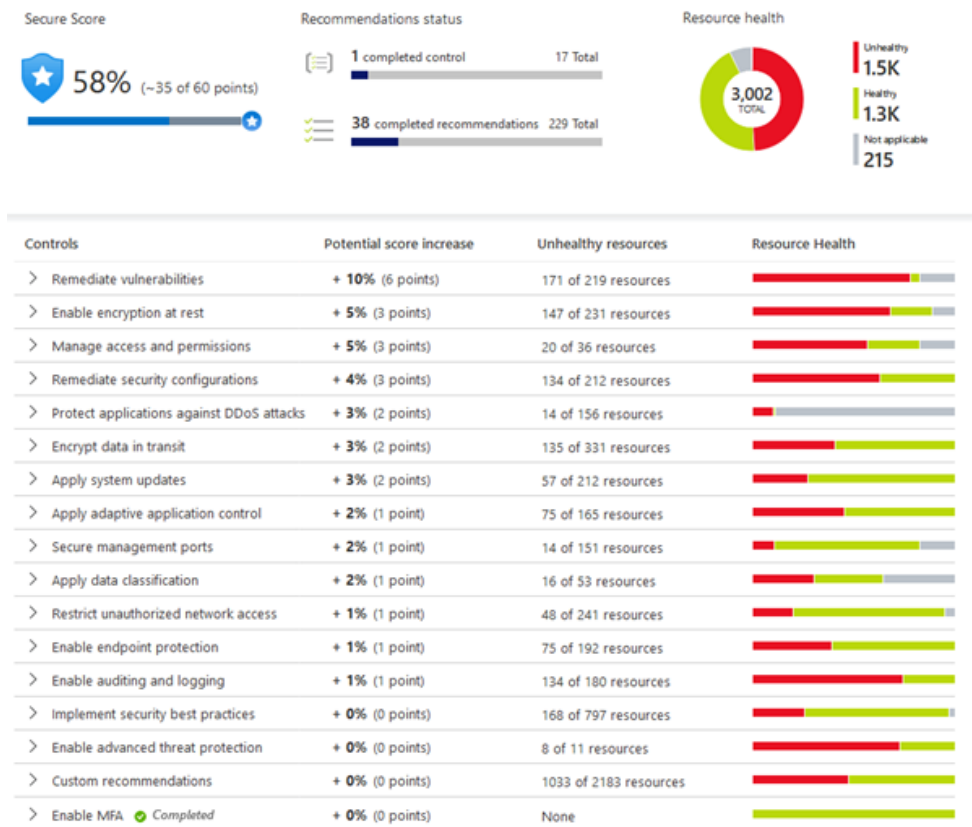 Secure Score
Recommendations status
Resource health
58% (~35 of 60 points)
1 completed control 17 Total
38 completed recommendations 229 Total
3,002
TOTAL
Unhealthy
1.5K
Healthy
1.3K
Not applicable
215
Controls Potential score increase Unhealthy resources Resource Health
Remediate vulnerabilities + 10% (6 points) 171 of 219 resources
Enable encryption at rest + 5% (3 points) 147 of 231 resources
Manage access and permissions + 5% (3 points) 20 of 36 resources
Remediate security configurations + 4% (3 points) 134 of 212 resources
Protect applications against DDoS attacks + 3% (2 points) 14 of 156 resources
Encrypt data in transit + 3% (2 points) 135 of 331 resources
Apply system updates + 3% (2 points) 57 of 212 resources
Apply adaptive application control + 2% (1 point) 75 of 165 resources
Secure management ports + 2% (1 point) 14 of 151 resources
Apply data classification + 2% (1 point) 16 of 53 resources
Restrict unauthorized network access + 1% (1 point) 48 of 241 resources
Enable endpoint protection + 1% (1 point) 75 of 192 resources
Enable auditing and logging + 1% (1 point) 134 of 180 resources
Implement security best practices + 0% (0 points) 168 of 797 resources
Enable advanced threat protection + 0% (0 points) 8 of 11 resources
Custom recommendations + 0% (0 points) 1033 of 2183 resources
Enable MFA Completed + 0% (0 points) None